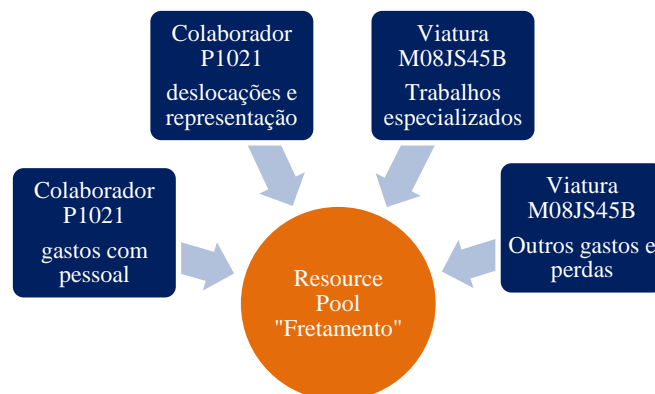 Colaborador
P1021
deslocações e
representação
Viatura
M08JS45B
Trabalhos
especializados
Colaborador
P1021
gastos com
pessoal
Viatura
M08JS45B
Outros gastos e
perdas
Resource
Pool
"Fretamento"